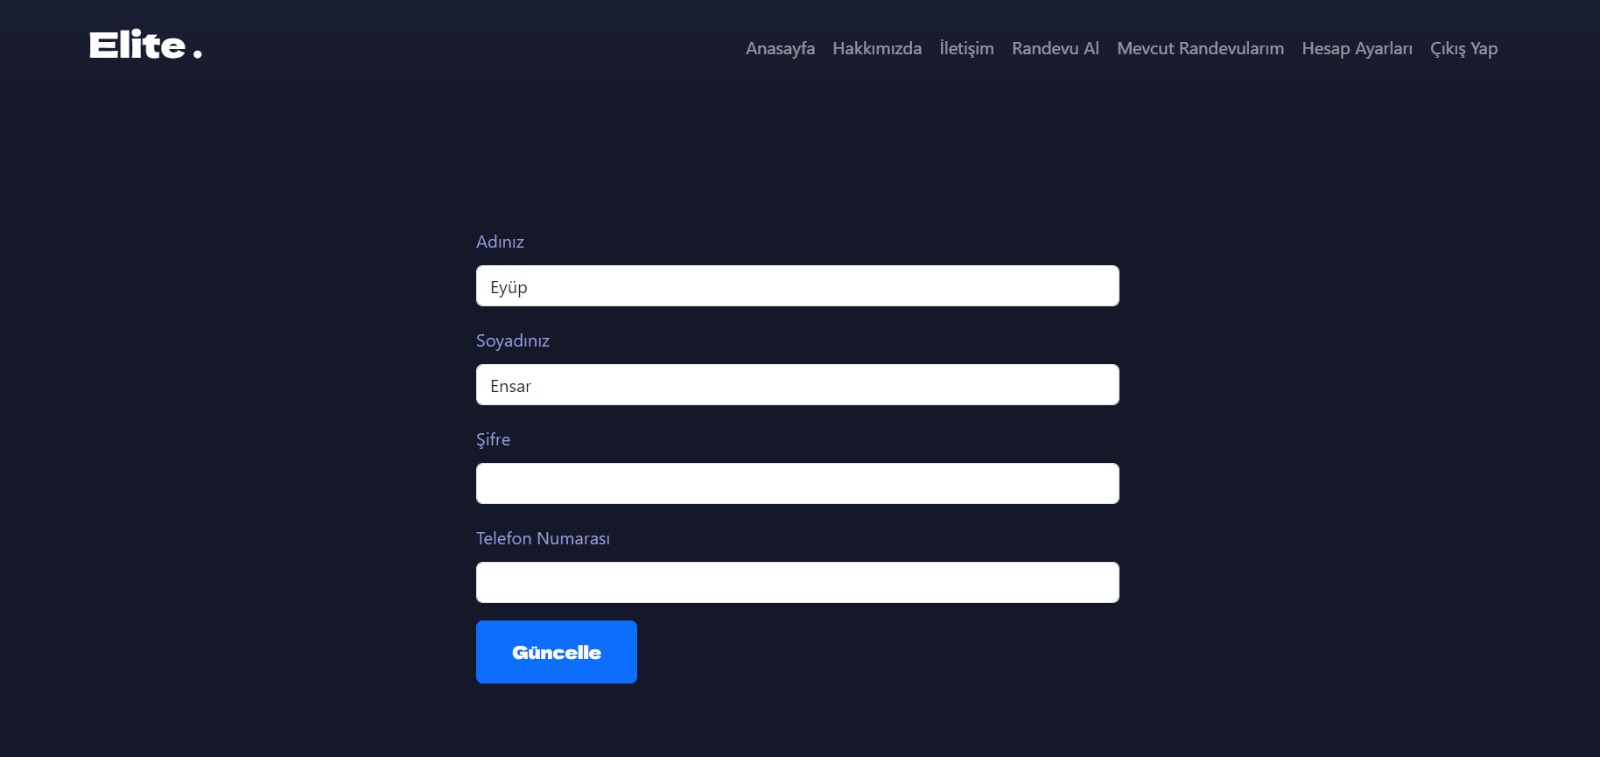 Elite .
Anasayfa Hakkımızda İletişim Randevu Al Mevcut Randevularım Hesap Ayarları Çıkış Yap
Adınız
Eyüp
Soyadınız
Ensar
Şifre
Telefon Numarası
Güncelle